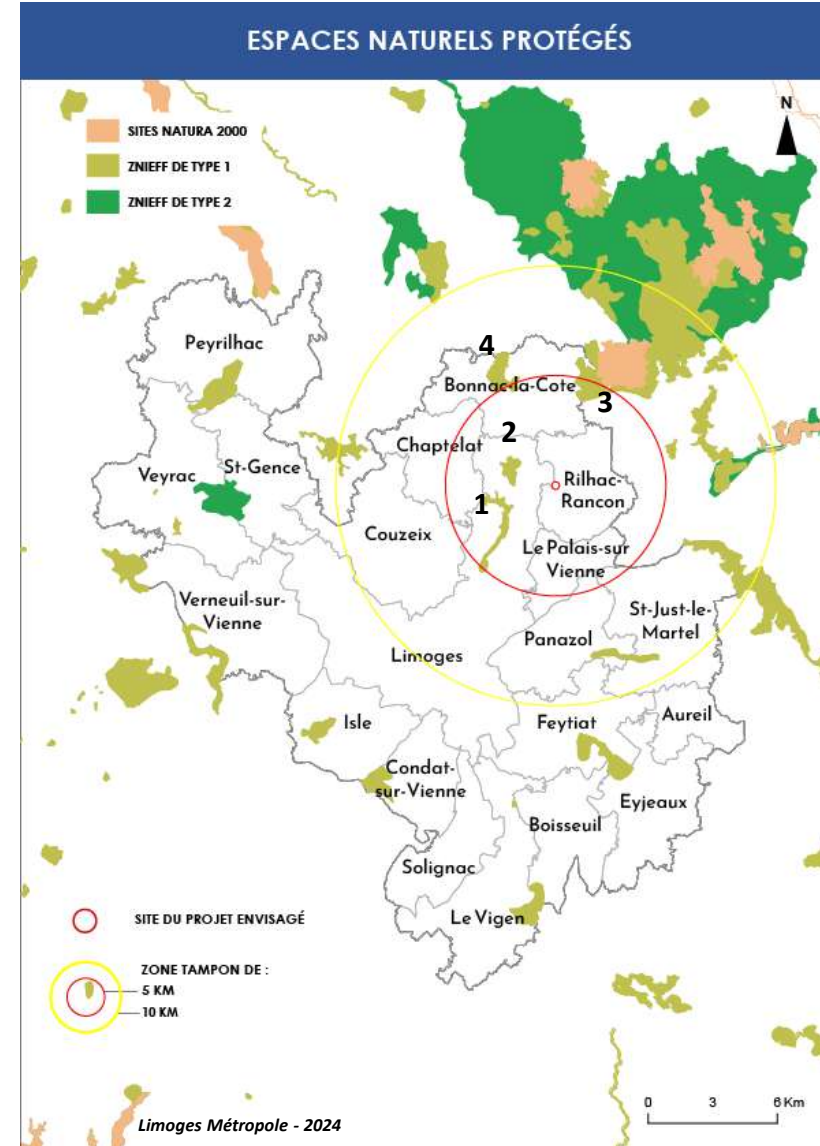 ESPACES NATURELS PROTÉGÉS
N
SITES NATURA 2000
ZNIEFF DE TYPE 1
ZNIEFF DE TYPE 2
Peyrilhac
4
Bonnac-la-Cote
3
2
Chaptelat
Veyrac
St-Gence
Rilhac-
Rancon
1
Couzeix
Le Palais-sur
Vienne
Verneuil-sur-
Vienne
St-Just-le-
Martel
Panazol
Limoges
Isle
Feytiat
Aureil
Condat-
sur-Vienne
Eyjeaux
Boisseuil
Solignac
Le Vigen
SITE DU PROJET ENVISAGÉ
ZONE TAMPON DE :
5 KM
10 KM
0 3 6 Km
Limoges Métropole - 2024